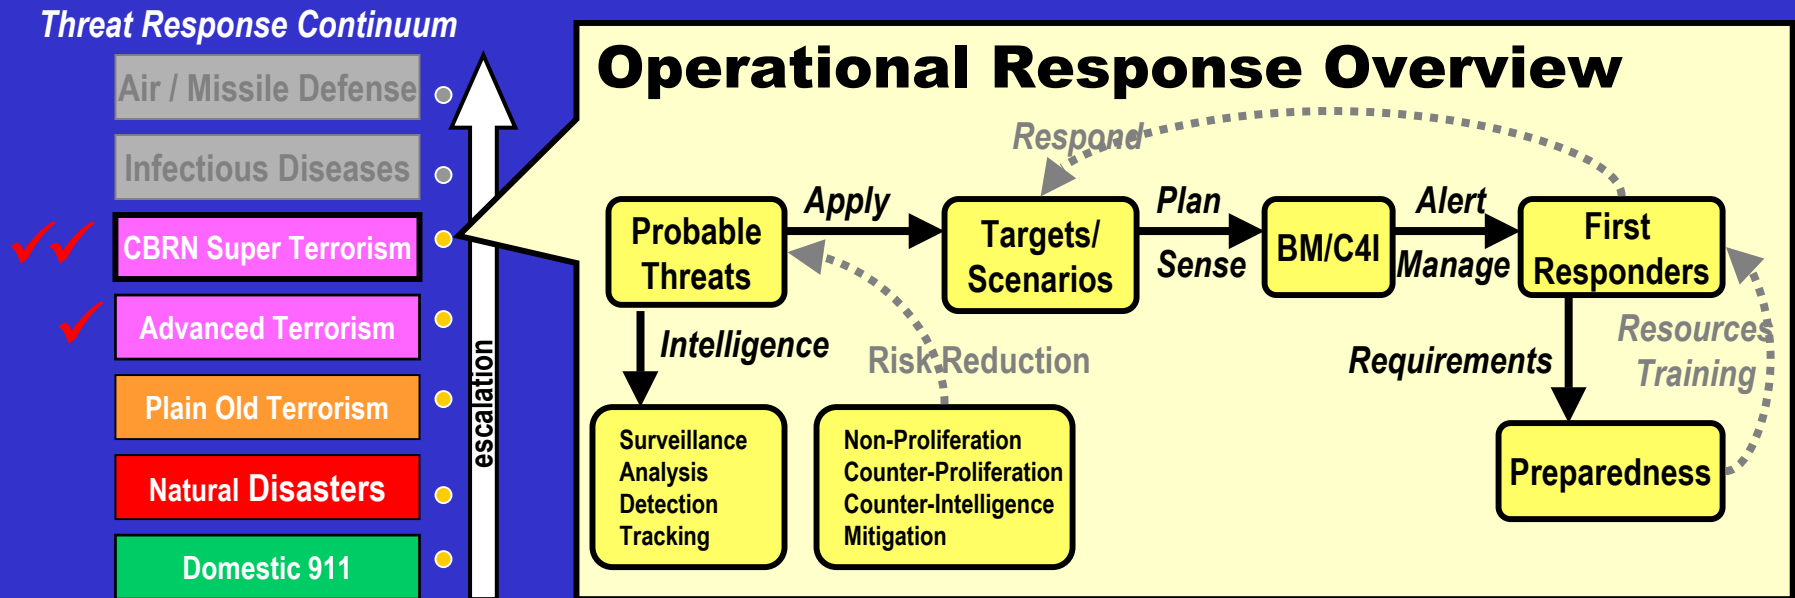 Threat Response Continuum
Air / Missile Defense
Infectious Diseases
CBRN Super Terrorism
Advanced Terrorism
Plain Old Terrorism
Natural Disasters
Domestic 911
escalation
Operational Response Overview
Respond
Probable
Threats
Apply
Targets/
Scenarios
Plan
Sense
BM/C4I
Alert
Manage
First
Responders
Intelligence
Risk Reduction
Requirements
Resources
Training
Surveillance
Analysis
Detection
Tracking
Non-Proliferation
Counter-Proliferation
Counter-Intelligence
Mitigation
Preparedness